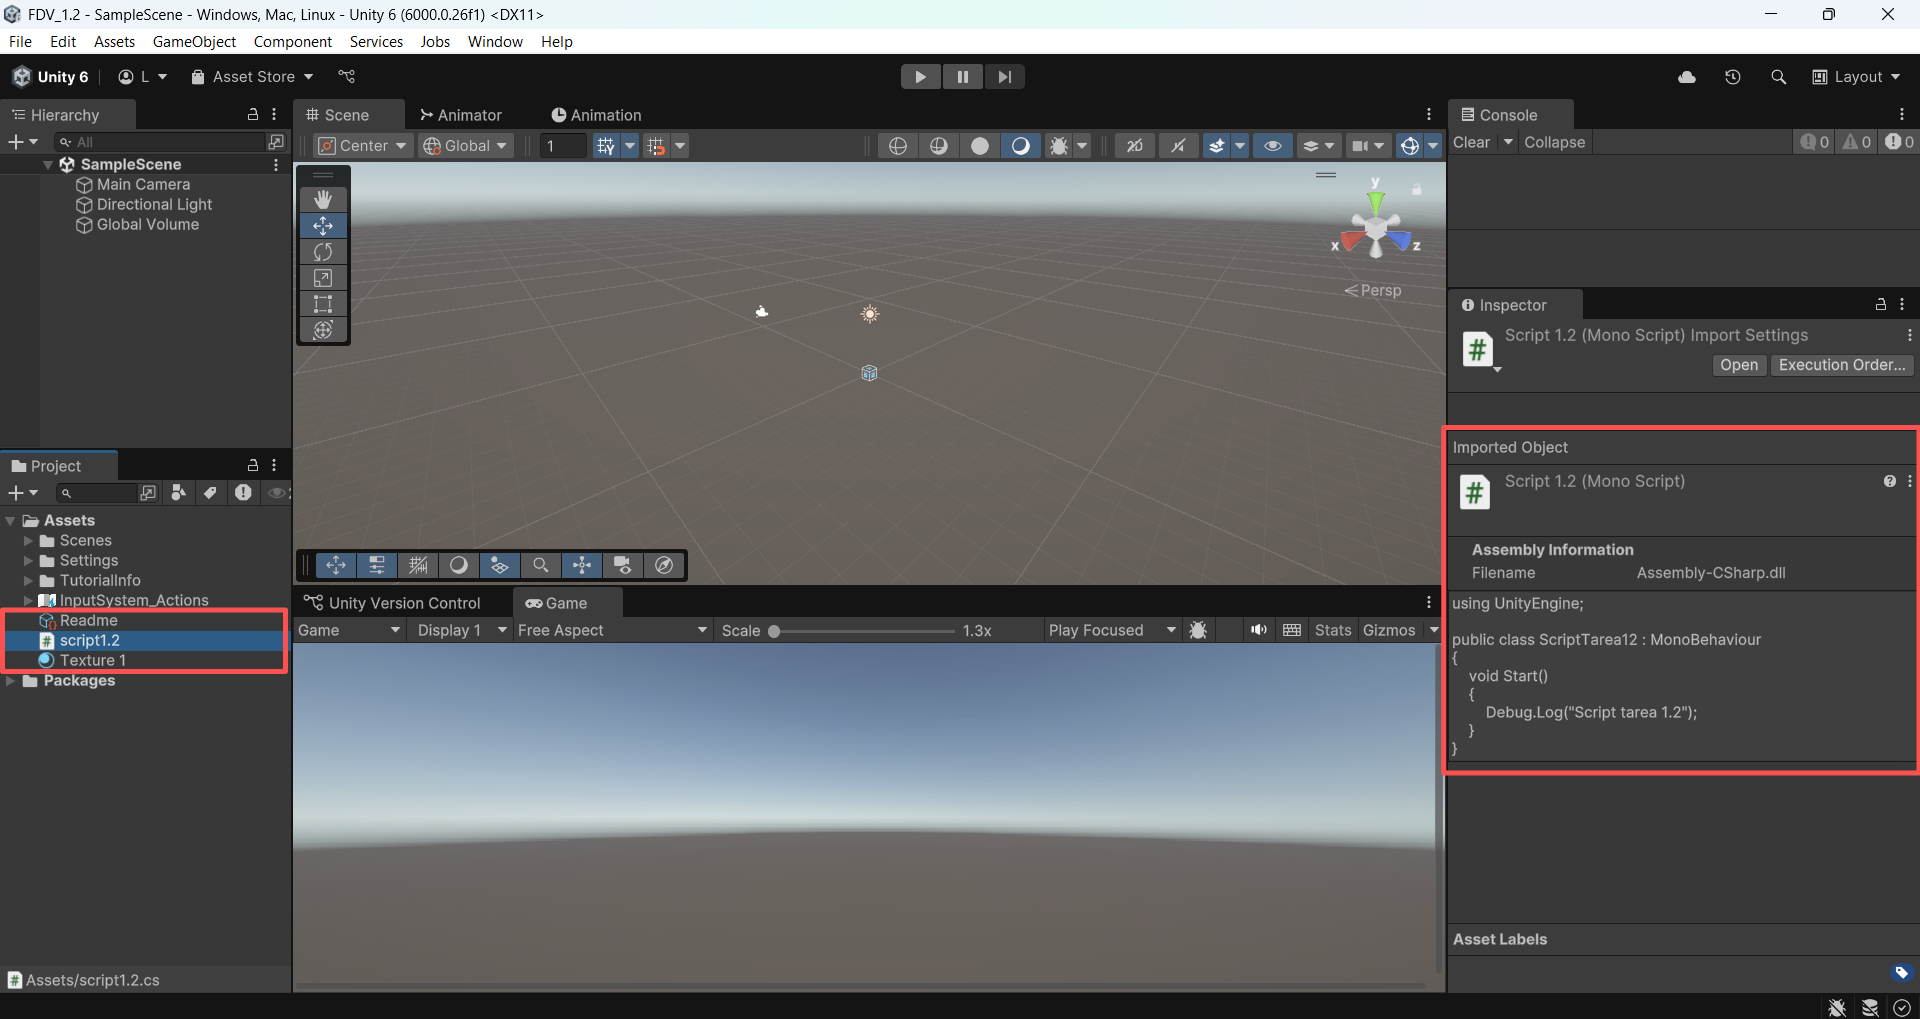 FDV_1.2 - SampleScene - Windows, Mac, Linux - Unity 6 (6000.0.26f1) <DX11>
File Edit Assets GameObject Component Services Jobs Window Help
Unity 6 L Asset Store Layout
Hierarchy
All
SampleScene
Main Camera
Directional Light
Global Volume
Project
Assets
Scenes
Settings
TutorialInfo
InputSystem_Actions
Readme
script1.2
Texture 1
Packages
Assets/script1.2.cs
Scene Animator Animation
Center Global 1 2D
y
x z
Persp
Unity Version Control Game
Game Display 1 Free Aspect Scale 1.3x Play Focused Stats Gizmos
Console
Clear Collapse 0 0 0
Inspector
Script 1.2 (Mono Script) Import Settings
Open Execution Order...
Imported Object
Script 1.2 (Mono Script)
Assembly Information
Filename Assembly-CSharp.dll
using UnityEngine;
public class ScriptTarea12 : MonoBehaviour
{
void Start()
{
Debug.Log("Script tarea 1.2");
}
}
Asset Labels